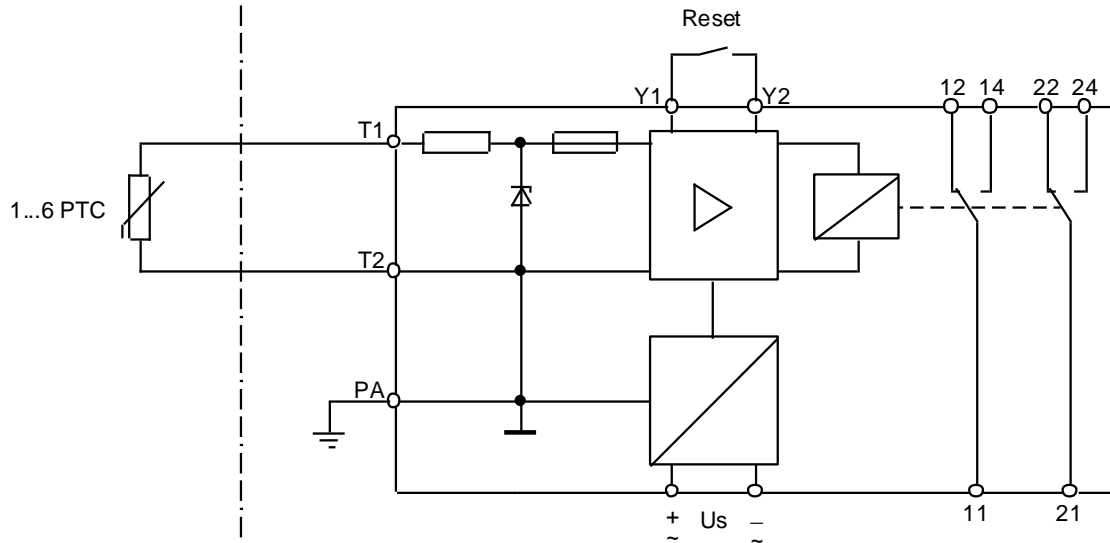 Reset
Y1 Y2 12 14 22 24
T1
1...6 PTC
T2
PA
+ Us –
~ ~
11 21